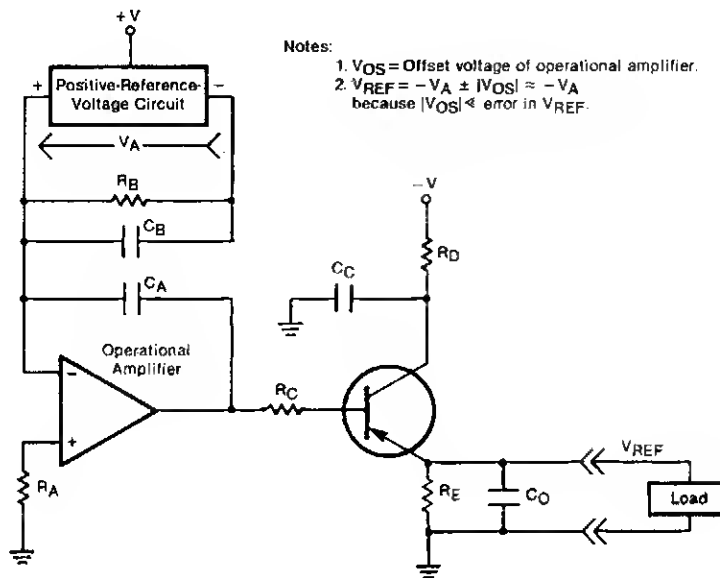 +V
Notes:
1. VOS = Offset voltage of operational amplifier.
2. VREF = −VA ± |VOS| ≈ −VA
because |VOS| ≪ error in VREF.
+ Positive-Reference- −
Voltage Circuit
VA
RB
CB
CA
−V
RD
CC
Operational
Amplifier
−
+
RC
RA
RE
CO
VREF
Load